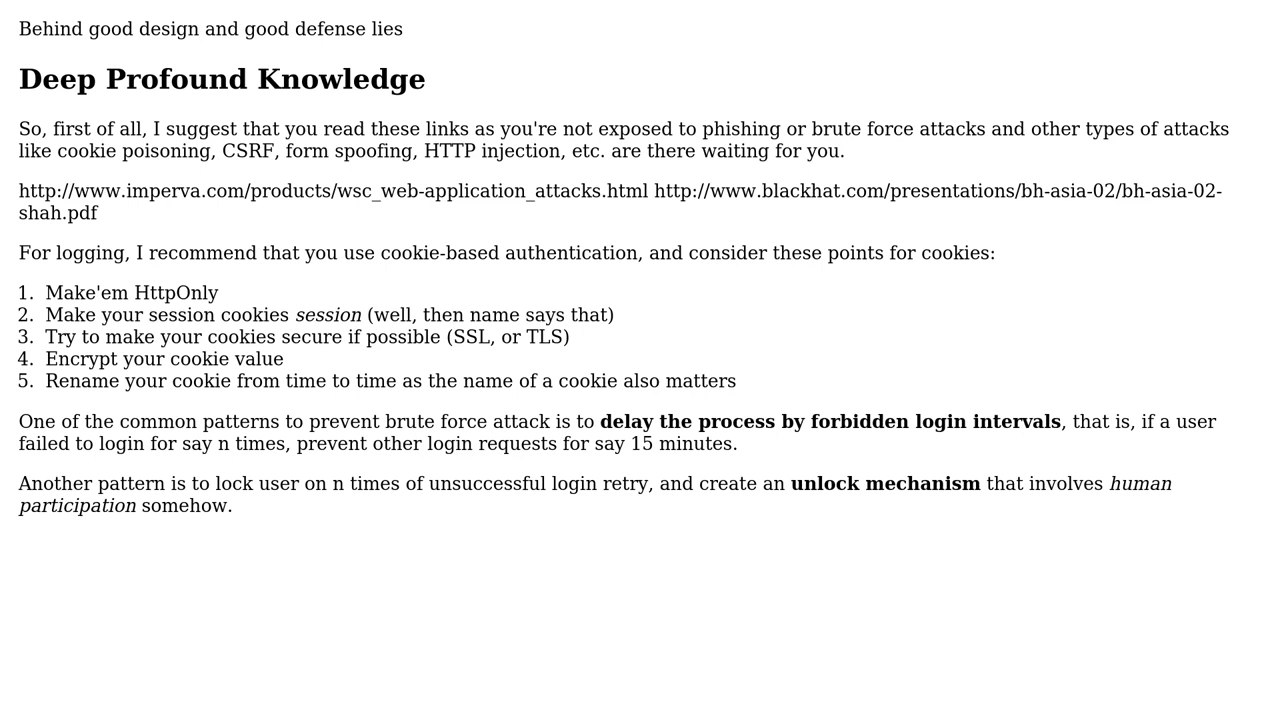 Behind good design and good defense lies
Deep Profound Knowledge
So, first of all, I suggest that you read these links as you're not exposed to phishing or brute force attacks and other types of attacks
like cookie poisoning, CSRF, form spoofing, HTTP injection, etc. are there waiting for you.
http://www.imperva.com/products/wsc_web-application_attacks.html http://www.blackhat.com/presentations/bh-asia-02/bh-asia-02-
shah.pdf
For logging, I recommend that you use cookie-based authentication, and consider these points for cookies:
1. Make'em HttpOnly
2. Make your session cookies session (well, then name says that)
3. Try to make your cookies secure if possible (SSL, or TLS)
4. Encrypt your cookie value
5. Rename your cookie from time to time as the name of a cookie also matters
One of the common patterns to prevent brute force attack is to delay the process by forbidden login intervals, that is, if a user
failed to login for say n times, prevent other login requests for say 15 minutes.
Another pattern is to lock user on n times of unsuccessful login retry, and create an unlock mechanism that involves human
participation somehow.